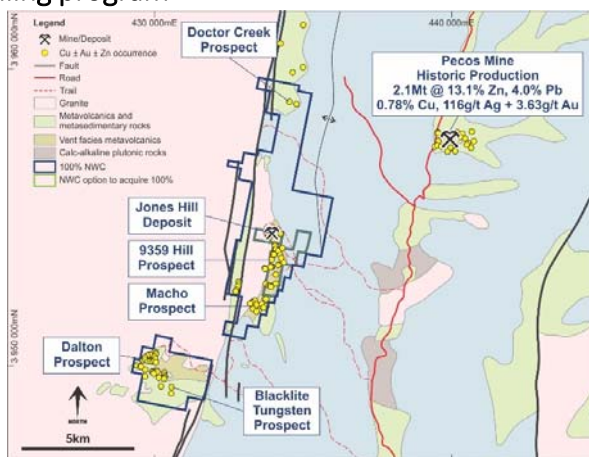 ing program
Legend
Mine/Deposit
Cu ± Au ± Zn occurrence
Fault
Road
Trail
Granite
Metavolcanics and
metasedimentary rocks
Vent facies metavolcanics
Calc-alkaline plutonic rocks
100% NWC
NWC option to acquire 100%
430 000mE
440 000mE
3 960 000mN
3 950 000mN
Doctor Creek
Prospect
Pecos Mine
Historic Production
2.1Mt @ 13.1% Zn, 4.0% Pb
0.78% Cu, 116g/t Ag + 3.63g/t Au
Jones Hill
Deposit
9359 Hill
Prospect
Macho
Prospect
Dalton
Prospect
Blacklite
Tungsten
Prospect
NORTH
5km